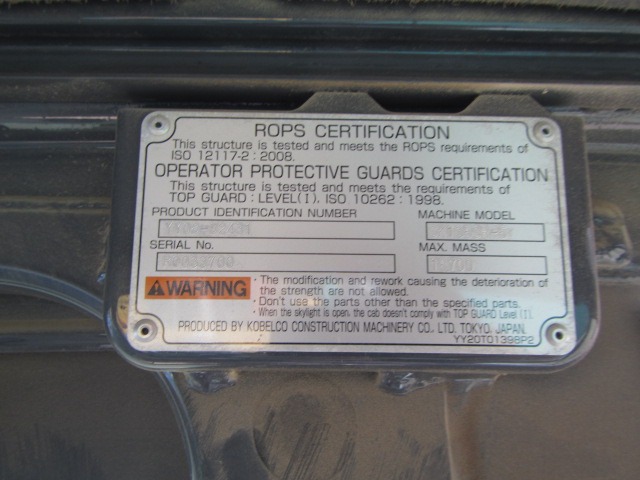 ROPS CERTIFICATION
This structure is tested and meets the ROPS requirements of
ISO 12117-2 : 2008.
OPERATOR PROTECTIVE GUARDS CERTIFICATION
This structure is tested and meets the requirements of
TOP GUARD : LEVEL(I). ISO 10262 : 1998.
PRODUCT IDENTIFICATION NUMBER
MACHINE MODEL
SERIAL No.
MAX. MASS
WARNING
· The modification and rework causing the deterioration of
the strength are not allowed.
· Don't use the parts other than the specified parts.
· When the skylight is open, the cab doesn't comply with TOP GUARD Level (I).
PRODUCED BY KOBELCO CONSTRUCTION MACHINERY CO., LTD. TOKYO, JAPAN.
YY20T01398P2